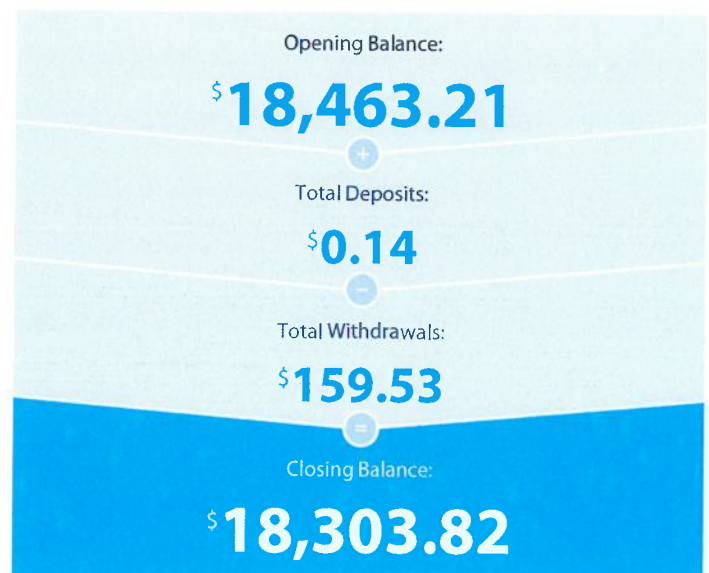 Opening Balance:
$18,463.21
+
Total Deposits:
$0.14
-
Total Withdrawals:
$159.53
=
Closing Balance:
$18,303.82